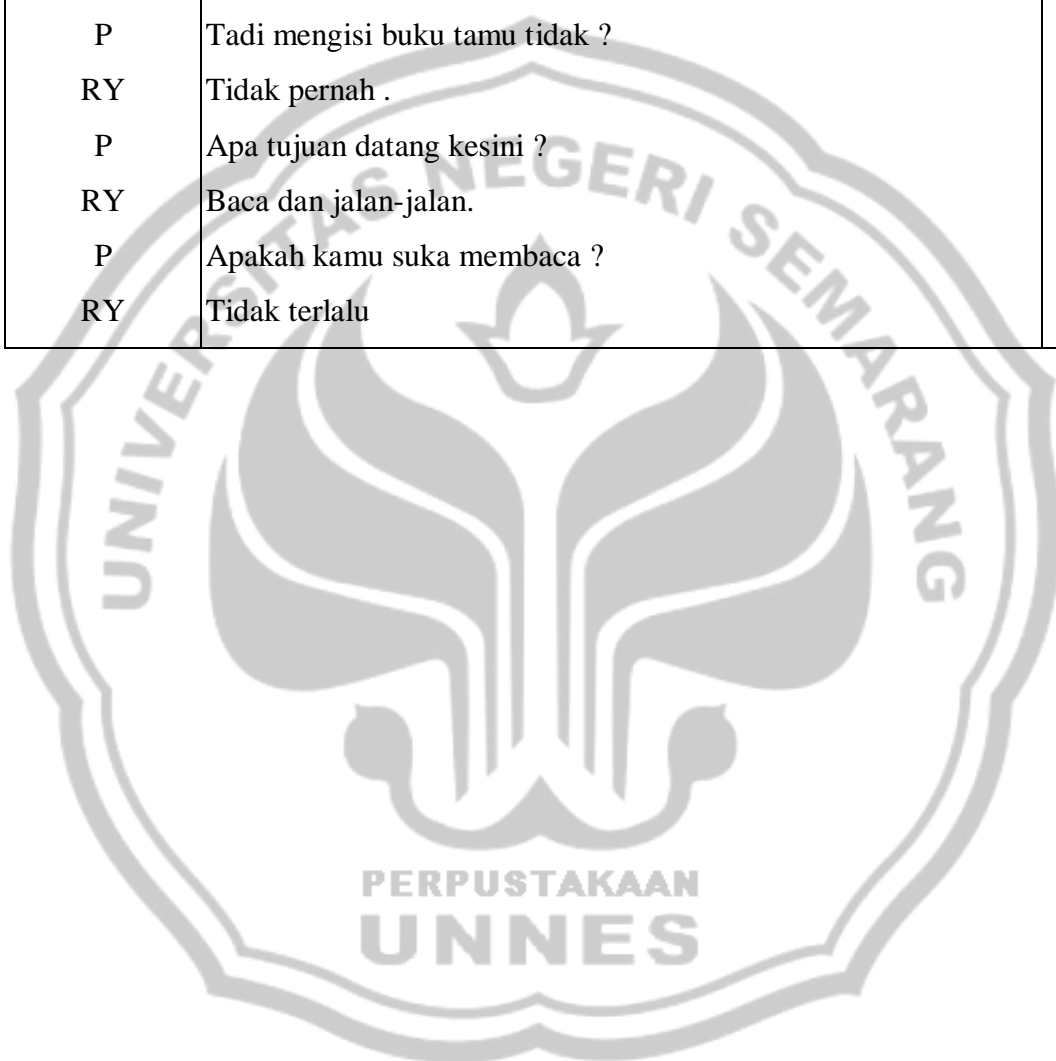 P Tadi mengisi buku tamu tidak ?
RY Tidak pernah .
P Apa tujuan datang kesini ?
RY Baca dan jalan-jalan.
P Apakah kamu suka membaca ?
RY Tidak terlalu
UNIVERSITAS NEGERI SEMARANG
PERPUSTAKAAN
UNNES